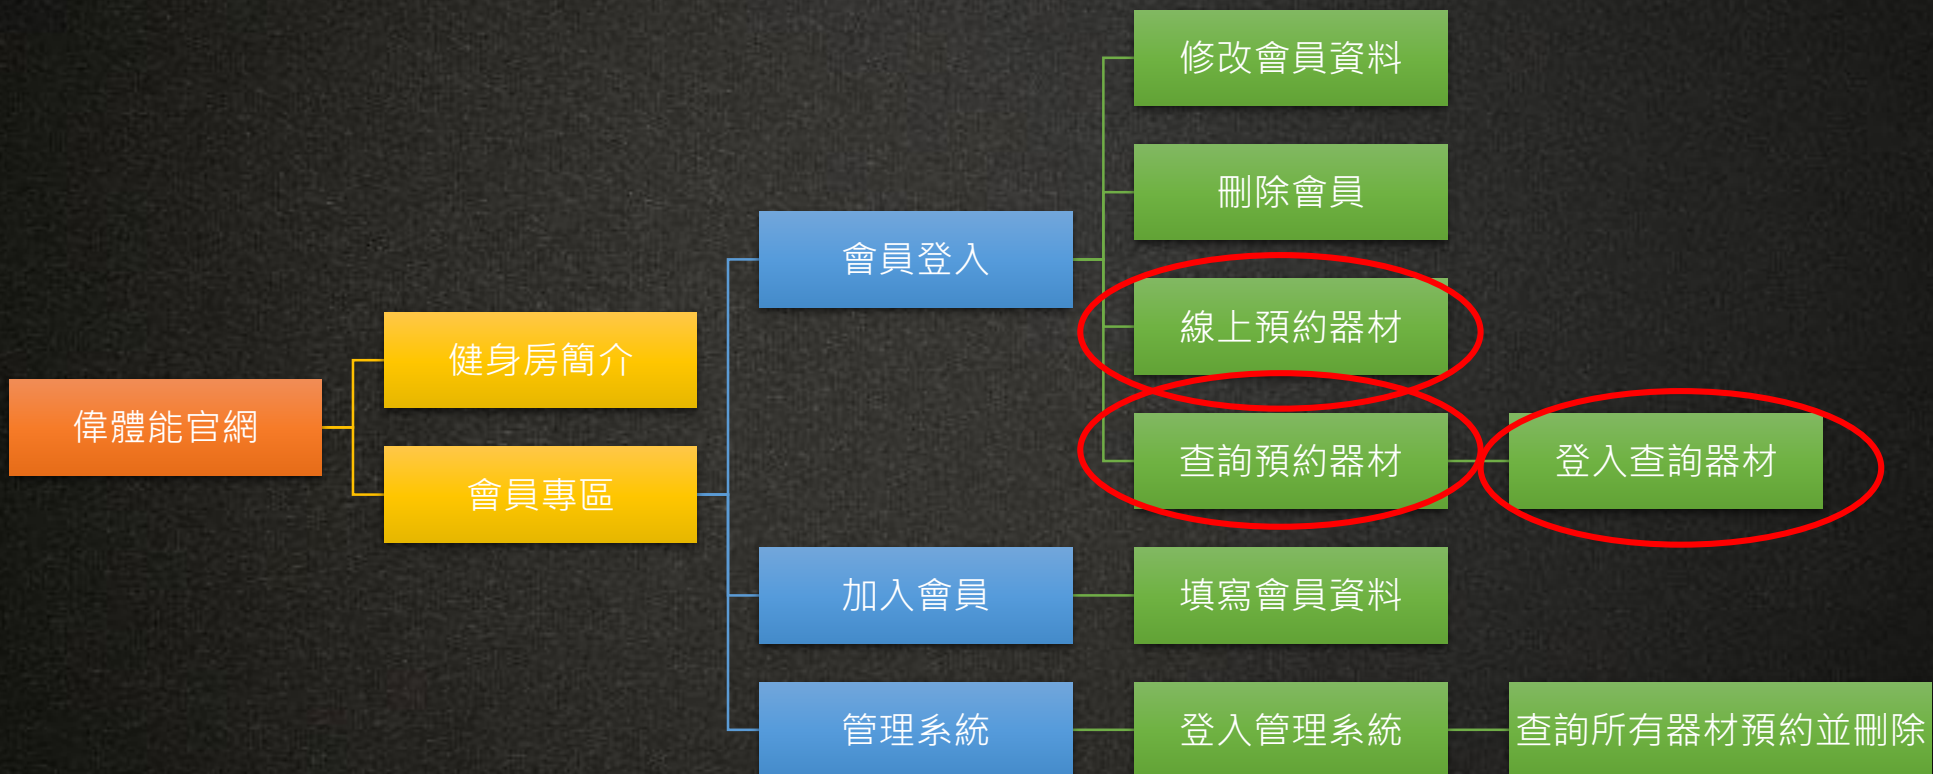 修改會員資料
刪除會員
會員登入
線上預約器材
健身房簡介
偉體能官網
查詢預約器材
登入查詢器材
會員專區
加入會員
填寫會員資料
管理系統
登入管理系統
查詢所有器材預約並刪除